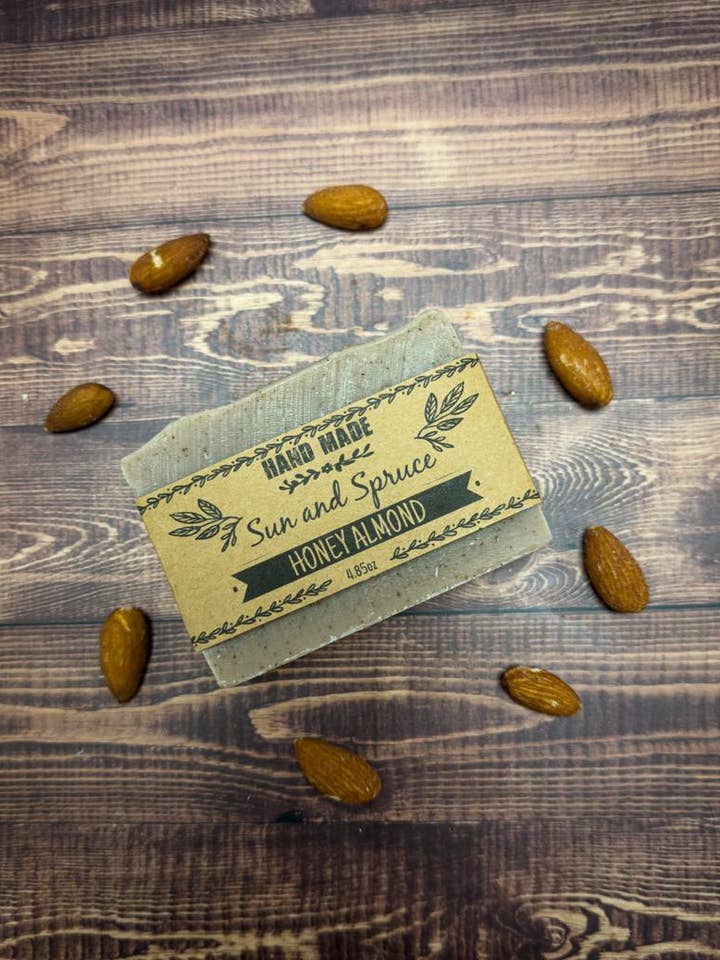 HAND MADE
Sun and Spruce
HONEY ALMOND
4.85oz